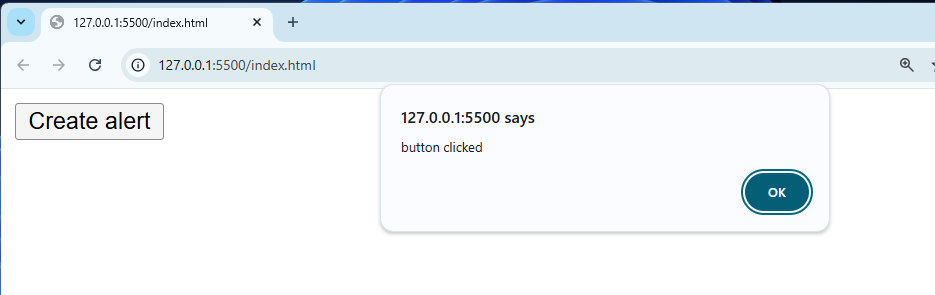 127.0.0.1:5500/index.html
127.0.0.1:5500/index.html
Create alert
127.0.0.1:5500 says
button clicked
OK